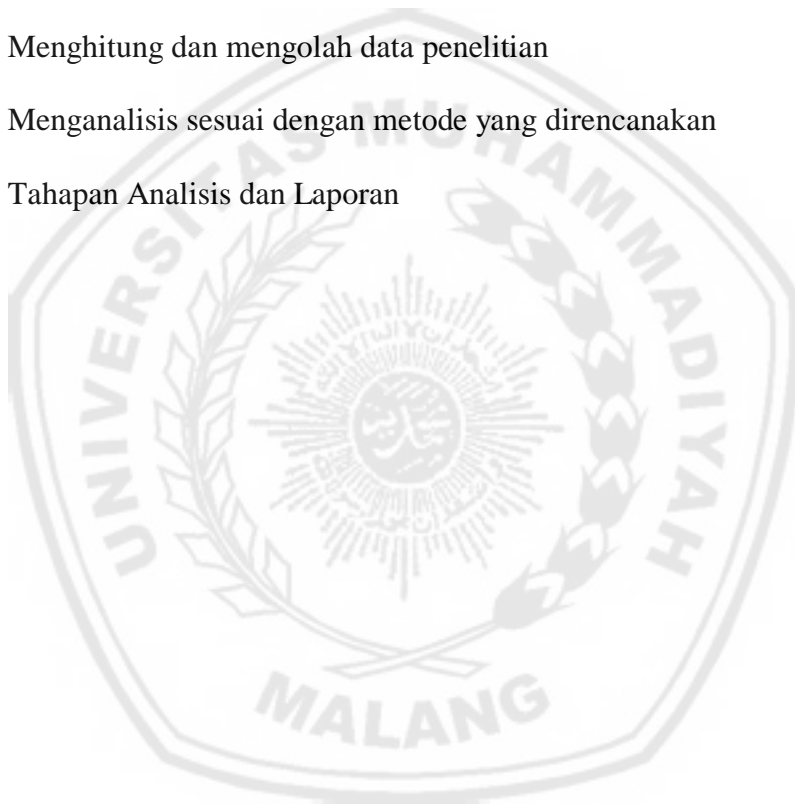 Menghitung dan mengolah data penelitian
Menganalisis sesuai dengan metode yang direncanakan
Tahapan Analisis dan Laporan
UNIVERSITAS MUHAMMADIYAH
MALANG